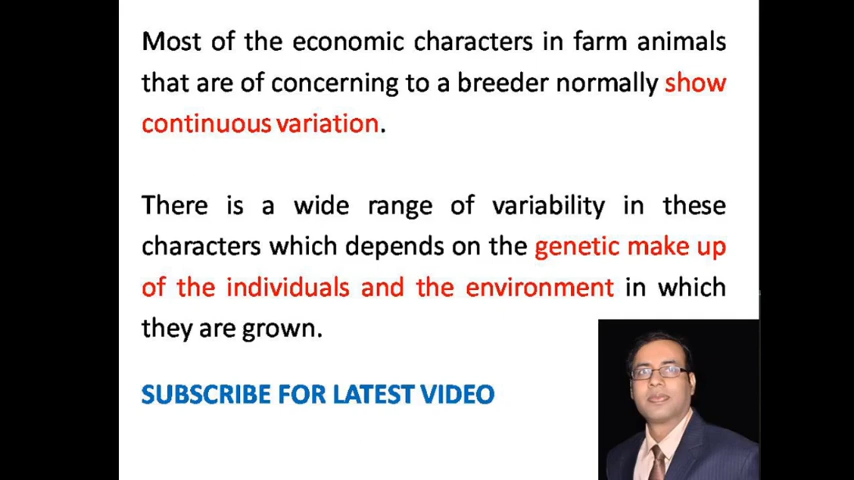 Most of the economic characters in farm animals
that are of concerning to a breeder normally show
continuous variation.
There is a wide range of variability in these
characters which depends on the genetic make up
of the individuals and the environment in which
they are grown.
SUBSCRIBE FOR LATEST VIDEO